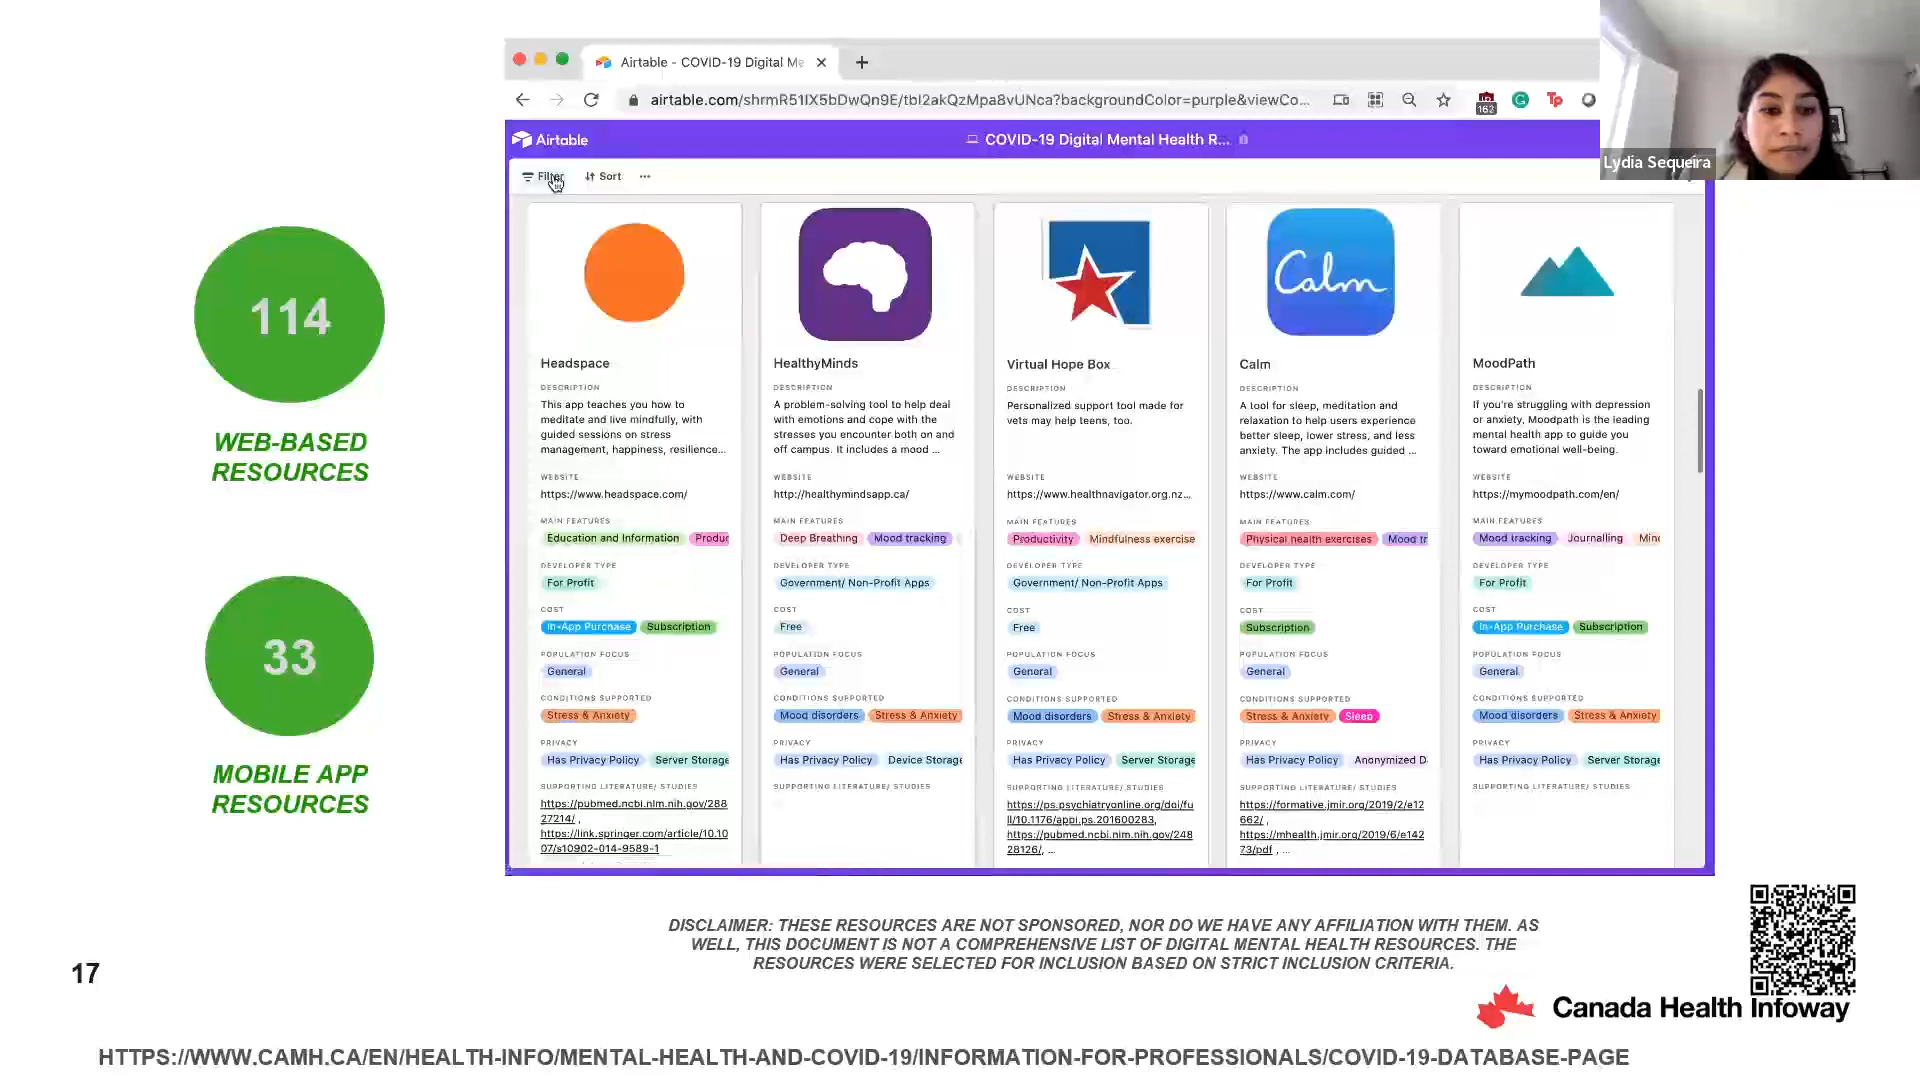 Airtable - COVID-19 Digital Me
airtable.com/shrmR51IX5bDwQn9E/tbl2akQzMpa8vUNca?backgroundColor=purple&viewCo...
162
Tp
Airtable
COVID-19 Digital Mental Health R...
Lydia Sequeira
Filter
Sort
...
114
WEB-BASED
RESOURCES
33
MOBILE APP
RESOURCES
Calm
Headspace
DESCRIPTION
This app teaches you how to
meditate and live mindfully, with
guided sessions on stress
management, happiness, resilience...
WEBSITE
https://www.headspace.com/
MAIN FEATURES
Education and Information Produc
DEVELOPER TYPE
For Profit
COST
In-App Purchase Subscription
POPULATION FOCUS
General
CONDITIONS SUPPORTED
Stress & Anxiety
PRIVACY
Has Privacy Policy Server Storage
SUPPORTING LITERATURE/ STUDIES
https://pubmed.ncbi.nlm.nih.gov/288
27214/ ,
https://link.springer.com/article/10.10
07/s10902-014-9589-1
HealthyMinds
DESCRIPTION
A problem-solving tool to help deal
with emotions and cope with the
stresses you encounter both on and
off campus. It includes a mood ...
WEBSITE
http://healthymindsapp.ca/
MAIN FEATURES
Deep Breathing Mood tracking
DEVELOPER TYPE
Government/ Non-Profit Apps
COST
Free
POPULATION FOCUS
General
CONDITIONS SUPPORTED
Mood disorders Stress & Anxiety
PRIVACY
Has Privacy Policy Device Storage
SUPPORTING LITERATURE/ STUDIES
Virtual Hope Box
DESCRIPTION
Personalized support tool made for
vets may help teens, too.
WEBSITE
https://www.healthnavigator.org.nz...
MAIN FEATURES
Productivity Mindfulness exercise
DEVELOPER TYPE
Government/ Non-Profit Apps
COST
Free
POPULATION FOCUS
General
CONDITIONS SUPPORTED
Mood disorders Stress & Anxiety
PRIVACY
Has Privacy Policy Server Storage
SUPPORTING LITERATURE/ STUDIES
https://ps.psychiatryonline.org/doi/fu
ll/10.1176/appi.ps.201600283,
https://pubmed.ncbi.nlm.nih.gov/248
28126/, ...
Calm
DESCRIPTION
A tool for sleep, meditation and
relaxation to help users experience
better sleep, lower stress, and less
anxiety. The app includes guided ...
WEBSITE
https://www.calm.com/
MAIN FEATURES
Physical health exercises Mood tr
DEVELOPER TYPE
For Profit
COST
Subscription
POPULATION FOCUS
General
CONDITIONS SUPPORTED
Stress & Anxiety Sleep
PRIVACY
Has Privacy Policy Anonymized D
SUPPORTING LITERATURE/ STUDIES
https://formative.jmir.org/2019/2/e12
662/ ,
https://mhealth.jmir.org/2019/6/e142
73/pdf , ...
MoodPath
DESCRIPTION
If you're struggling with depression
or anxiety, Moodpath is the leading
mental health app to guide you
toward emotional well-being.
WEBSITE
https://mymoodpath.com/en/
MAIN FEATURES
Mood tracking Journalling Minc
DEVELOPER TYPE
For Profit
COST
In-App Purchase Subscription
POPULATION FOCUS
General
CONDITIONS SUPPORTED
Mood disorders Stress & Anxiety
PRIVACY
Has Privacy Policy Server Storage
SUPPORTING LITERATURE/ STUDIES
DISCLAIMER: THESE RESOURCES ARE NOT SPONSORED, NOR DO WE HAVE ANY AFFILIATION WITH THEM. AS
WELL, THIS DOCUMENT IS NOT A COMPREHENSIVE LIST OF DIGITAL MENTAL HEALTH RESOURCES. THE
RESOURCES WERE SELECTED FOR INCLUSION BASED ON STRICT INCLUSION CRITERIA.
17
Canada Health Infoway
HTTPS://WWW.CAMH.CA/EN/HEALTH-INFO/MENTAL-HEALTH-AND-COVID-19/INFORMATION-FOR-PROFESSIONALS/COVID-19-DATABASE-PAGE